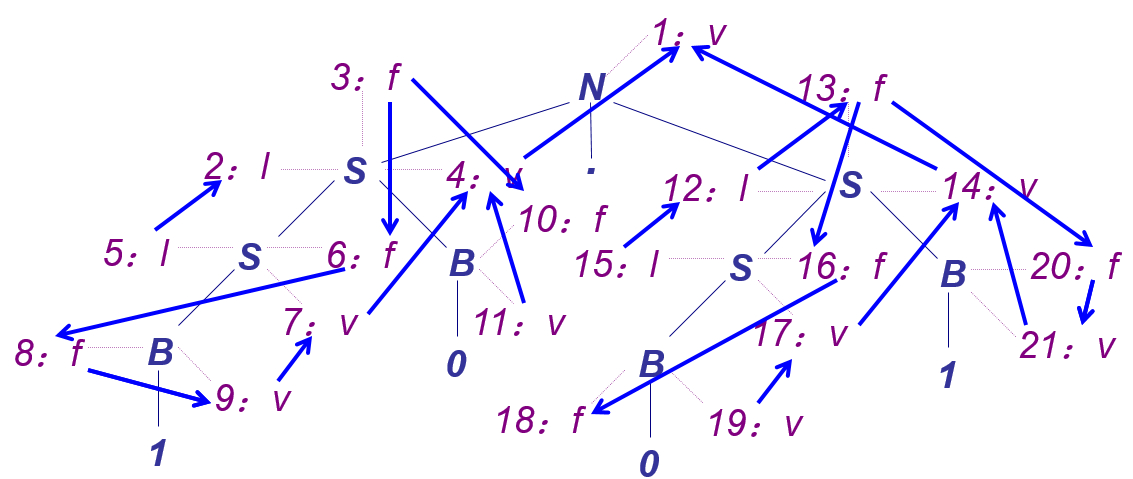 1: v
3: f
N
13: f
2: l
S
4: v
.
12: l
S
14: v
10: f
5: l
S
6: f
B
15: l
S
16: f
B
20: f
7: v
11: v
17: v
21: v
8: f
B
0
B
1
9: v
18: f
19: v
1
0